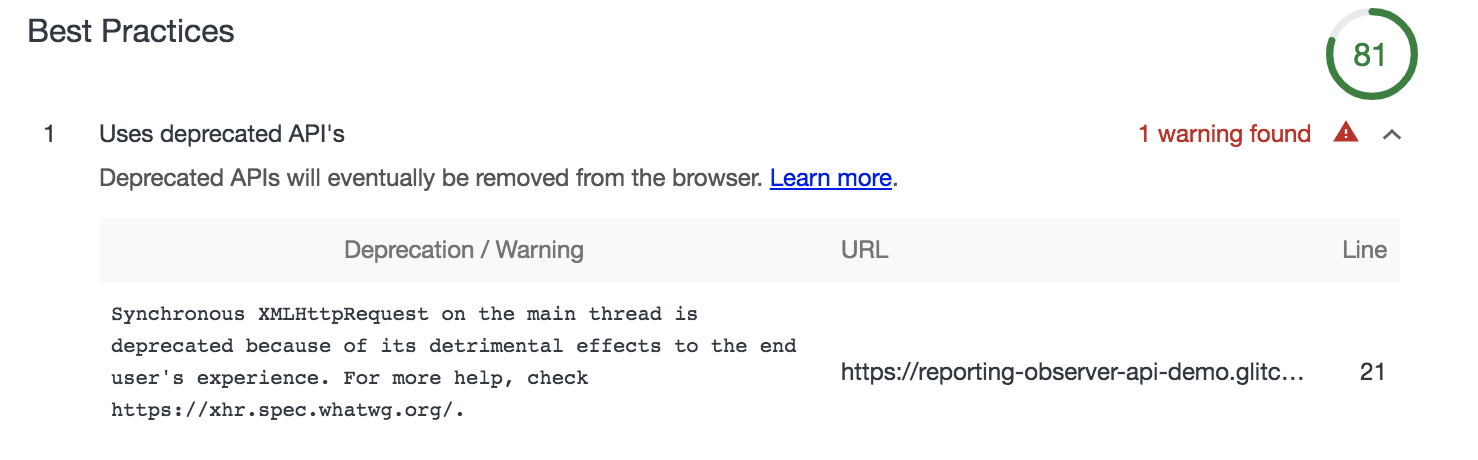 Best Practices
81
1 Uses deprecated API's 1 warning found
Deprecated APIs will eventually be removed from the browser. Learn more.
Deprecation / Warning URL Line
Synchronous XMLHttpRequest on the main thread is
deprecated because of its detrimental effects to the end
user's experience. For more help, check
https://xhr.spec.whatwg.org/.
https://reporting-observer-api-demo.glitc... 21